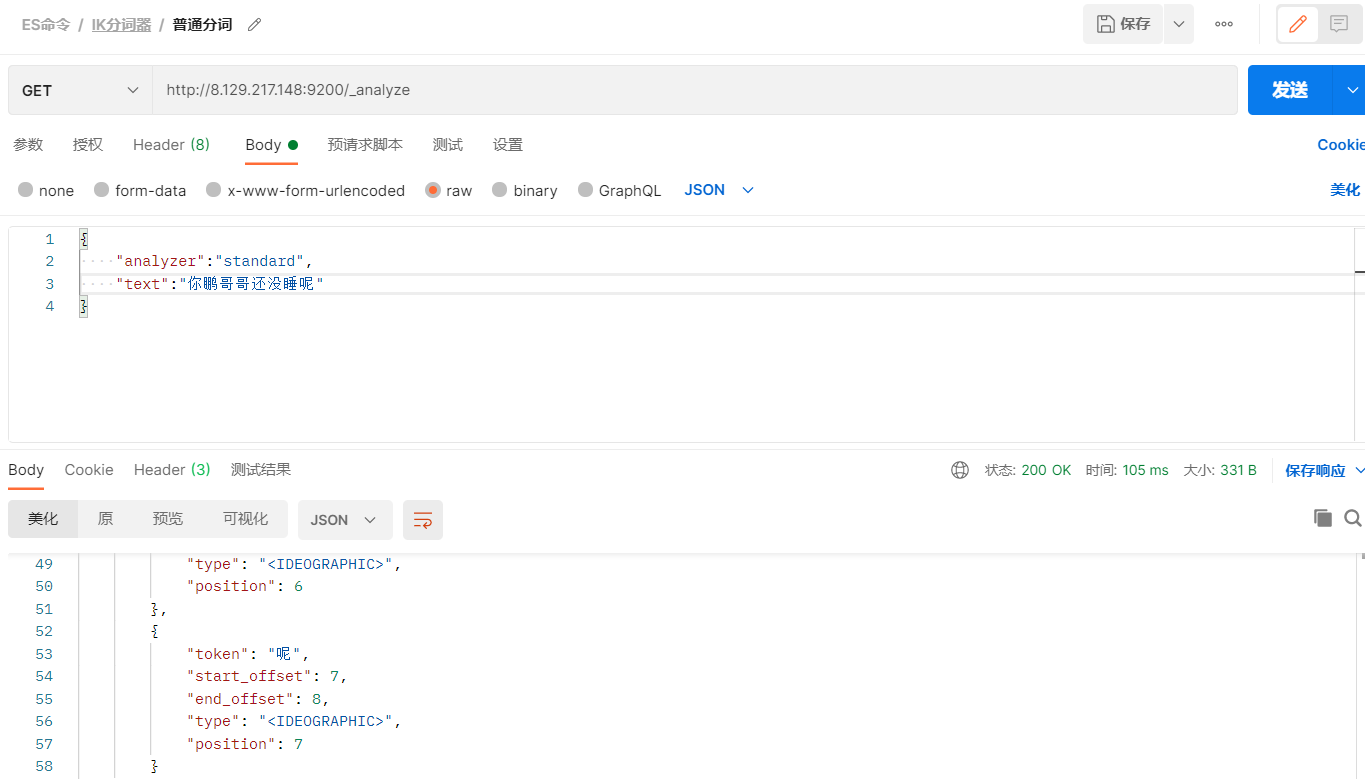 ES命令 / IK分词器 / 普通分词 保存
GET http://8.129.217.148:9200/_analyze 发送
参数 授权 Header (8) Body 预请求脚本 测试 设置 Cookie
none form-data x-www-form-urlencoded raw binary GraphQL JSON 美化
1 {
2 "analyzer":"standard",
3 "text":"你鹏哥哥还没睡呢"
4 }
Body Cookie Header (3) 测试结果 状态: 200 OK 时间: 105 ms 大小: 331 B 保存响应
美化 原 预览 可视化 JSON
49 "type": "<IDEOGRAPHIC>",
50 "position": 6
51 },
52 {
53 "token": "呢",
54 "start_offset": 7,
55 "end_offset": 8,
56 "type": "<IDEOGRAPHIC>",
57 "position": 7
58 }